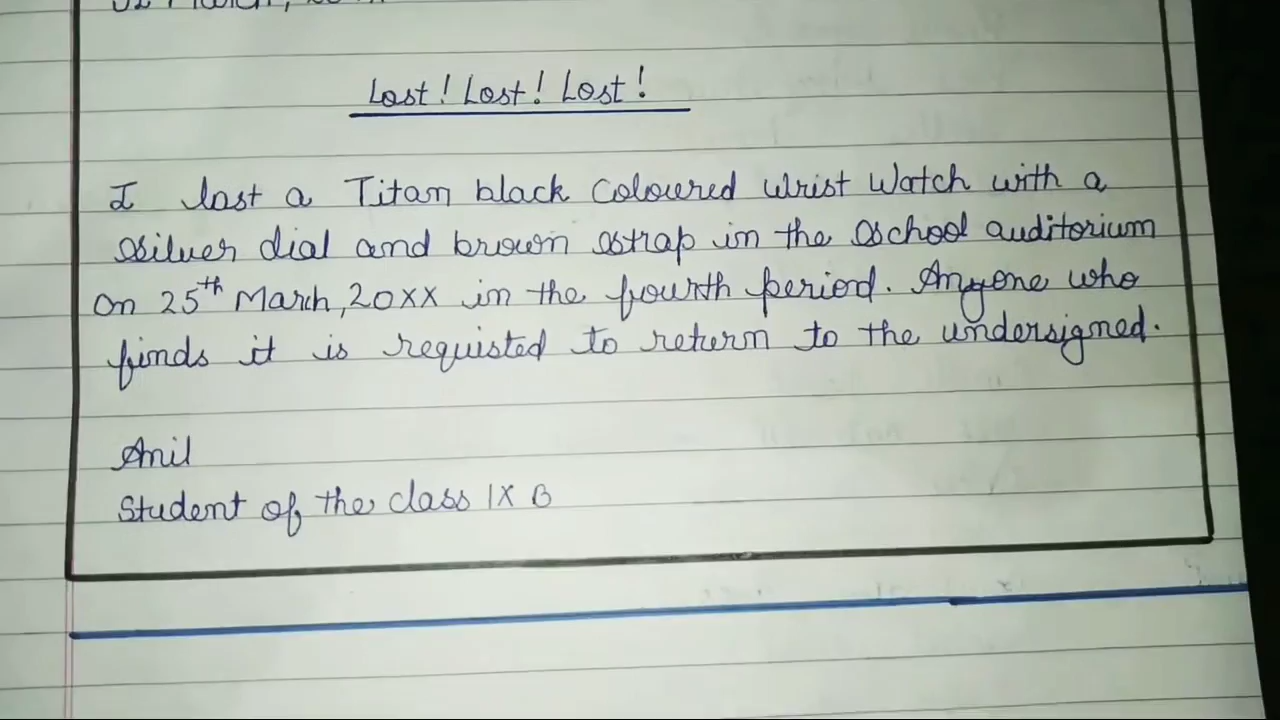 March,
Lost! Lost! Lost!
I lost a Titan black Coloured Wrist Watch with a
silver dial and brown strap in the school auditorium
on 25th March, 20XX in the fourth period. Anyone who
finds it is requisted to return to the undersigned.
Anil
Student of the class IX B